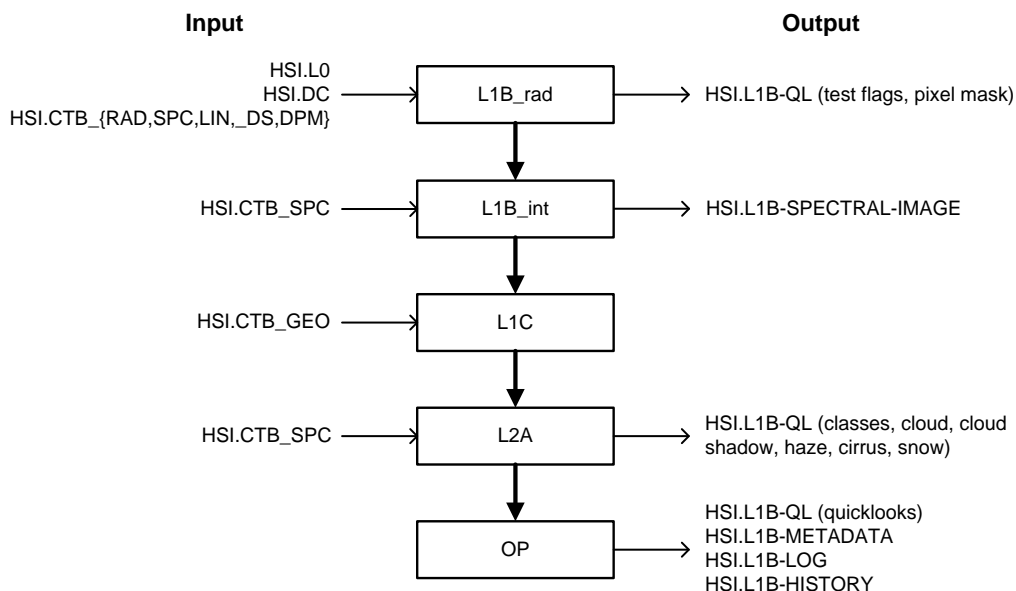 Input
Output
HSI.L0
HSI.DC
HSI.CTB_{RAD,SPC,LIN,_DS,DPM}
L1B_rad
HSI.L1B-QL (test flags, pixel mask)
HSI.CTB_SPC
L1B_int
HSI.L1B-SPECTRAL-IMAGE
HSI.CTB_GEO
L1C
HSI.CTB_SPC
L2A
HSI.L1B-QL (classes, cloud, cloud
shadow, haze, cirrus, snow)
OP
HSI.L1B-QL (quicklooks)
HSI.L1B-METADATA
HSI.L1B-LOG
HSI.L1B-HISTORY